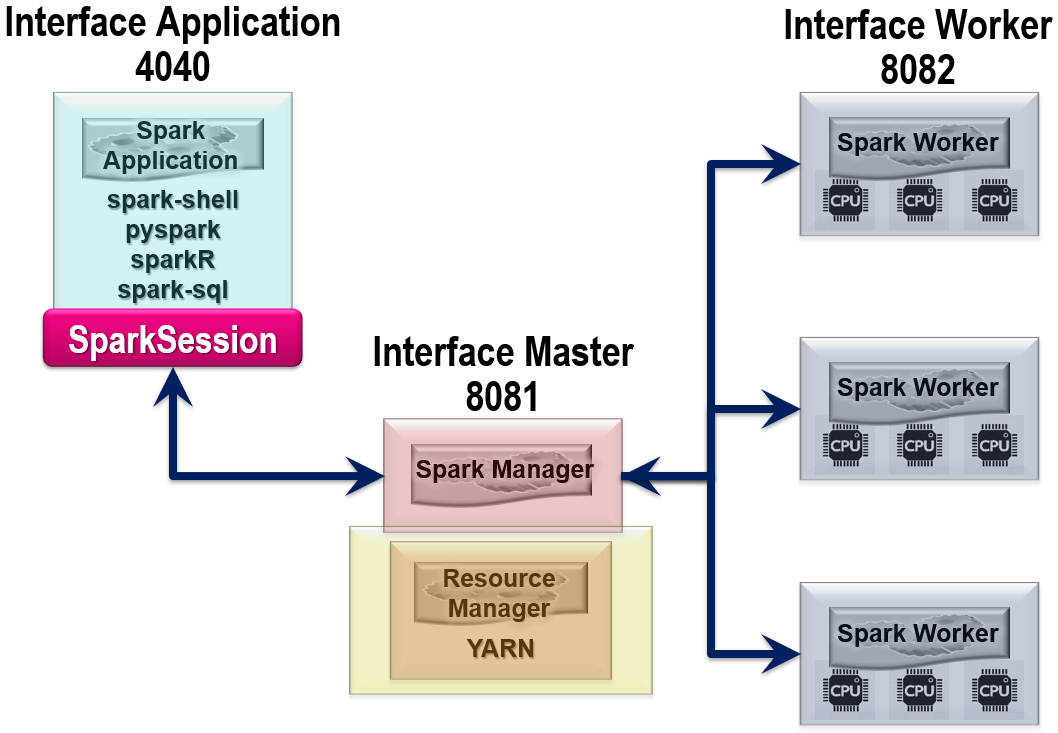 Interface Application
4040
Spark
Application
spark-shell
pyspark
sparkR
spark-sql
SparkSession
Interface Master
8081
Spark Manager
Resource
Manager
YARN
Interface Worker
8082
Spark Worker
CPU CPU CPU
Spark Worker
CPU CPU CPU
Spark Worker
CPU CPU CPU